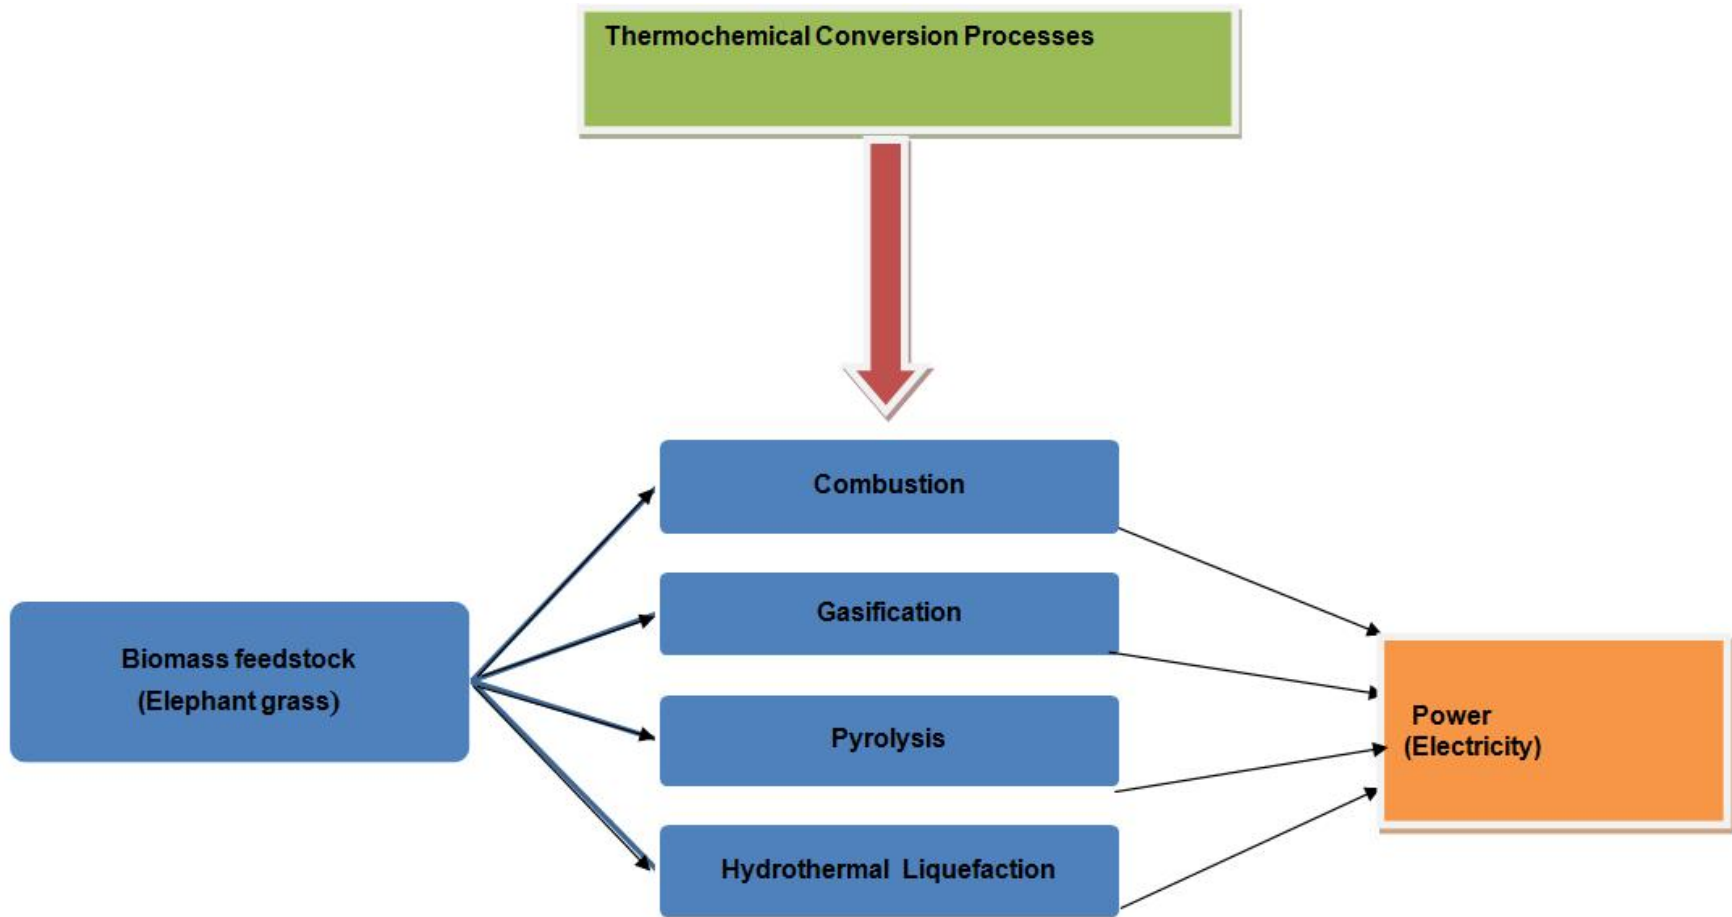 Thermochemical Conversion Processes
Combustion
Gasification
Biomass feedstock
(Elephant grass)
Pyrolysis
Power
(Electricity)
Hydrothermal Liquefaction